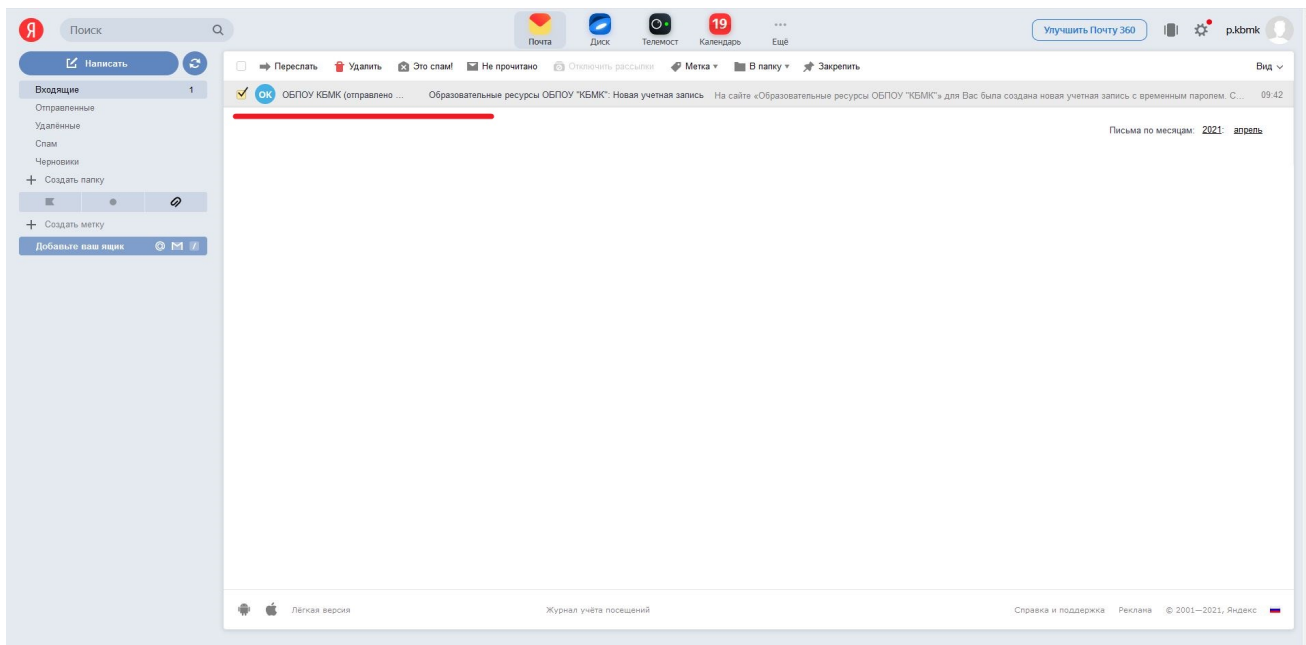 Я Поиск
Почта Диск Телемост 19 Календарь Ещё
Улучшить Почту 360 p.kbmk
Написать
Входящие 1
Отправленные
Удалённые
Спам
Черновики
Создать папку
Создать метку
Добавьте ваш ящик
Переслать Удалить Это спам! Не прочитано Отключить рассылки Метка В папку Закрепить Вид
ОК ОБПОУ КБМК (отправлено ... Образовательные ресурсы ОБПОУ "КБМК": Новая учетная запись На сайте «Образовательные ресурсы ОБПОУ "КБМК"» для Вас была создана новая учетная запись с временным паролем. С... 09:42
Письма по месяцам: 2021: апрель
Лёгкая версия Журнал учёта посещений Справка и поддержка Реклама © 2001—2021, Яндекс